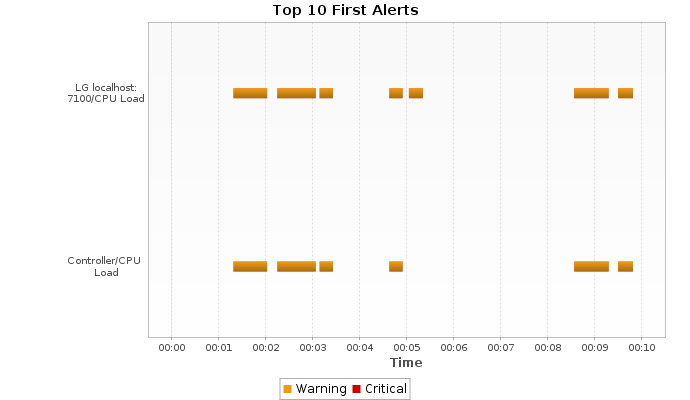 Top 10 First Alerts
LG localhost:
7100/CPU Load
Controller/CPU
Load
00:00 00:01 00:02 00:03 00:04 00:05 00:06 00:07 00:08 00:09 00:10
Time
Warning Critical